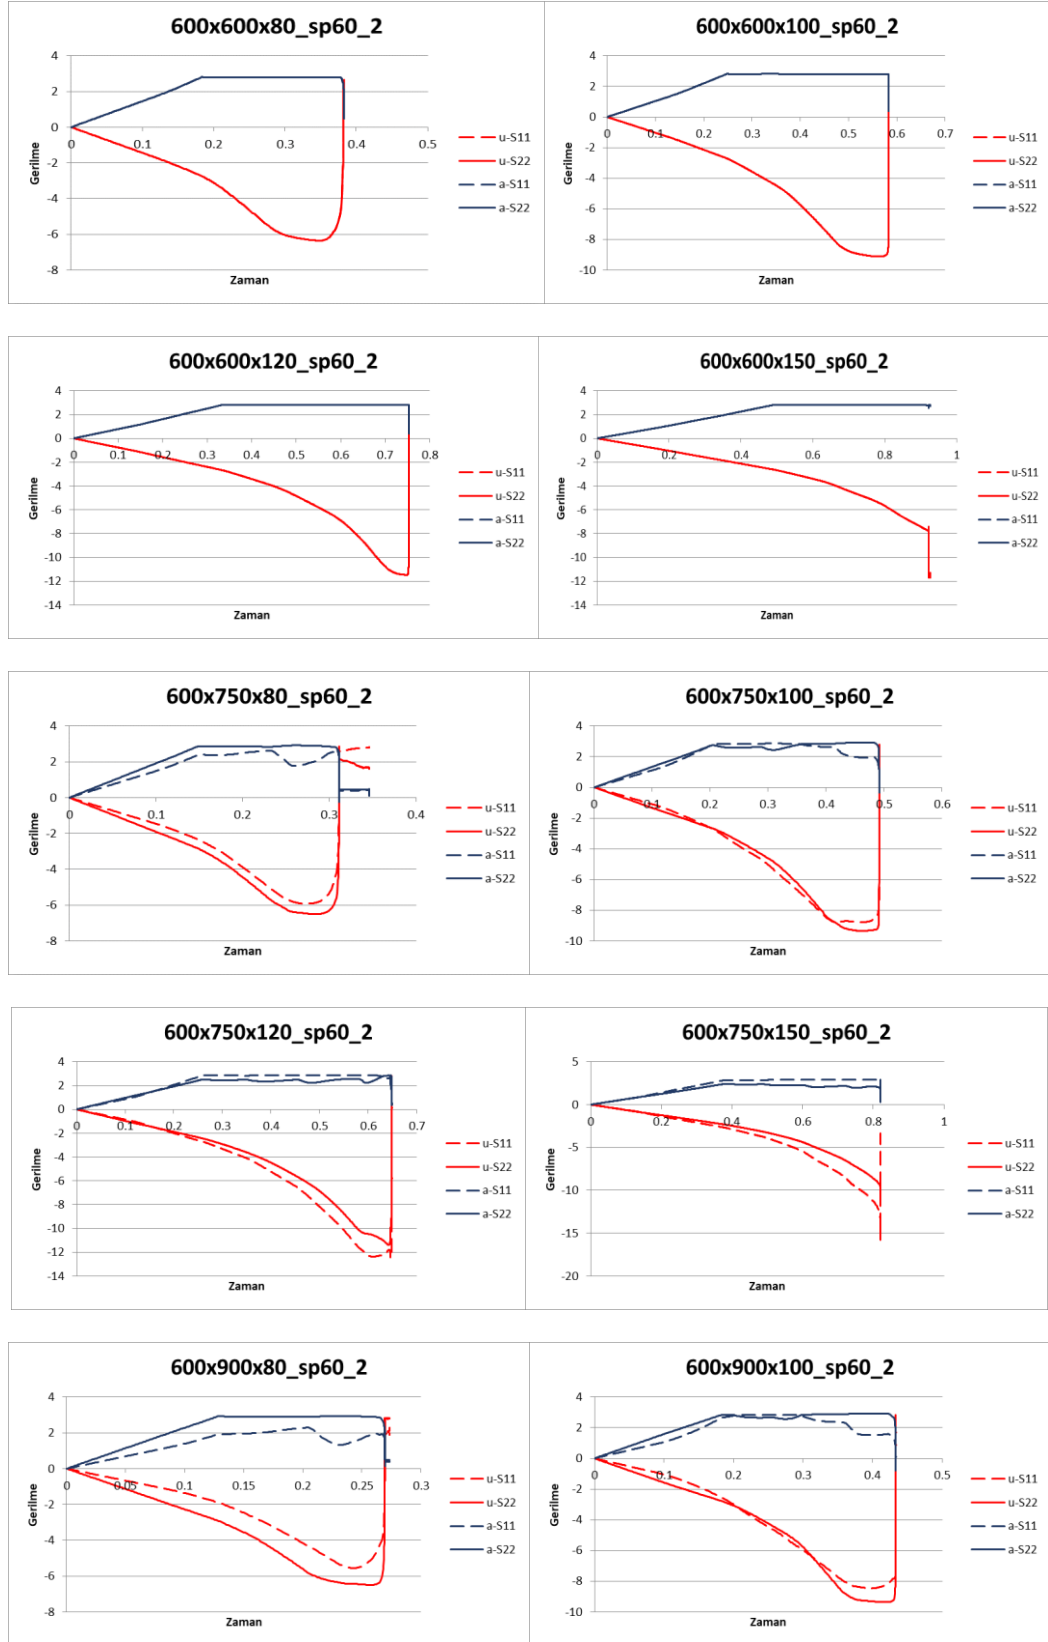 600x600x80_sp60_2
4
2
0
-2
-4
-6
-8
0
0.1
0.2
0.3
0.4
0.5
Gerilme
Zaman
u-S11
u-S22
a-S11
a-S22
600x600x100_sp60_2
4
2
0
-2
-4
-6
-8
-10
0
0.1
0.2
0.3
0.4
0.5
0.6
0.7
Gerilme
Zaman
u-S11
u-S22
a-S11
a-S22
600x600x120_sp60_2
4
2
0
-2
-4
-6
-8
-10
-12
-14
0
0.1
0.2
0.3
0.4
0.5
0.6
0.7
0.8
Gerilme
Zaman
u-S11
u-S22
a-S11
a-S22
600x600x150_sp60_2
4
2
0
-2
-4
-6
-8
-10
-12
-14
0
0.2
0.4
0.6
0.8
1
Gerilme
Zaman
u-S11
u-S22
a-S11
a-S22
600x750x80_sp60_2
4
2
0
-2
-4
-6
-8
0
0.1
0.2
0.3
0.4
Gerilme
Zaman
u-S11
u-S22
a-S11
a-S22
600x750x100_sp60_2
4
2
0
-2
-4
-6
-8
-10
0
0.1
0.2
0.3
0.4
0.5
0.6
Gerilme
Zaman
u-S11
u-S22
a-S11
a-S22
600x750x120_sp60_2
4
2
0
-2
-4
-6
-8
-10
-12
-14
0
0.1
0.2
0.3
0.4
0.5
0.6
0.7
Gerilme
Zaman
u-S11
u-S22
a-S11
a-S22
600x750x150_sp60_2
5
0
-5
-10
-15
-20
0
0.2
0.4
0.6
0.8
1
Gerilme
Zaman
u-S11
u-S22
a-S11
a-S22
600x900x80_sp60_2
4
2
0
-2
-4
-6
-8
0
0.05
0.1
0.15
0.2
0.25
0.3
Gerilme
Zaman
u-S11
u-S22
a-S11
a-S22
600x900x100_sp60_2
4
2
0
-2
-4
-6
-8
-10
0
0.1
0.2
0.3
0.4
0.5
Gerilme
Zaman
u-S11
u-S22
a-S11
a-S22